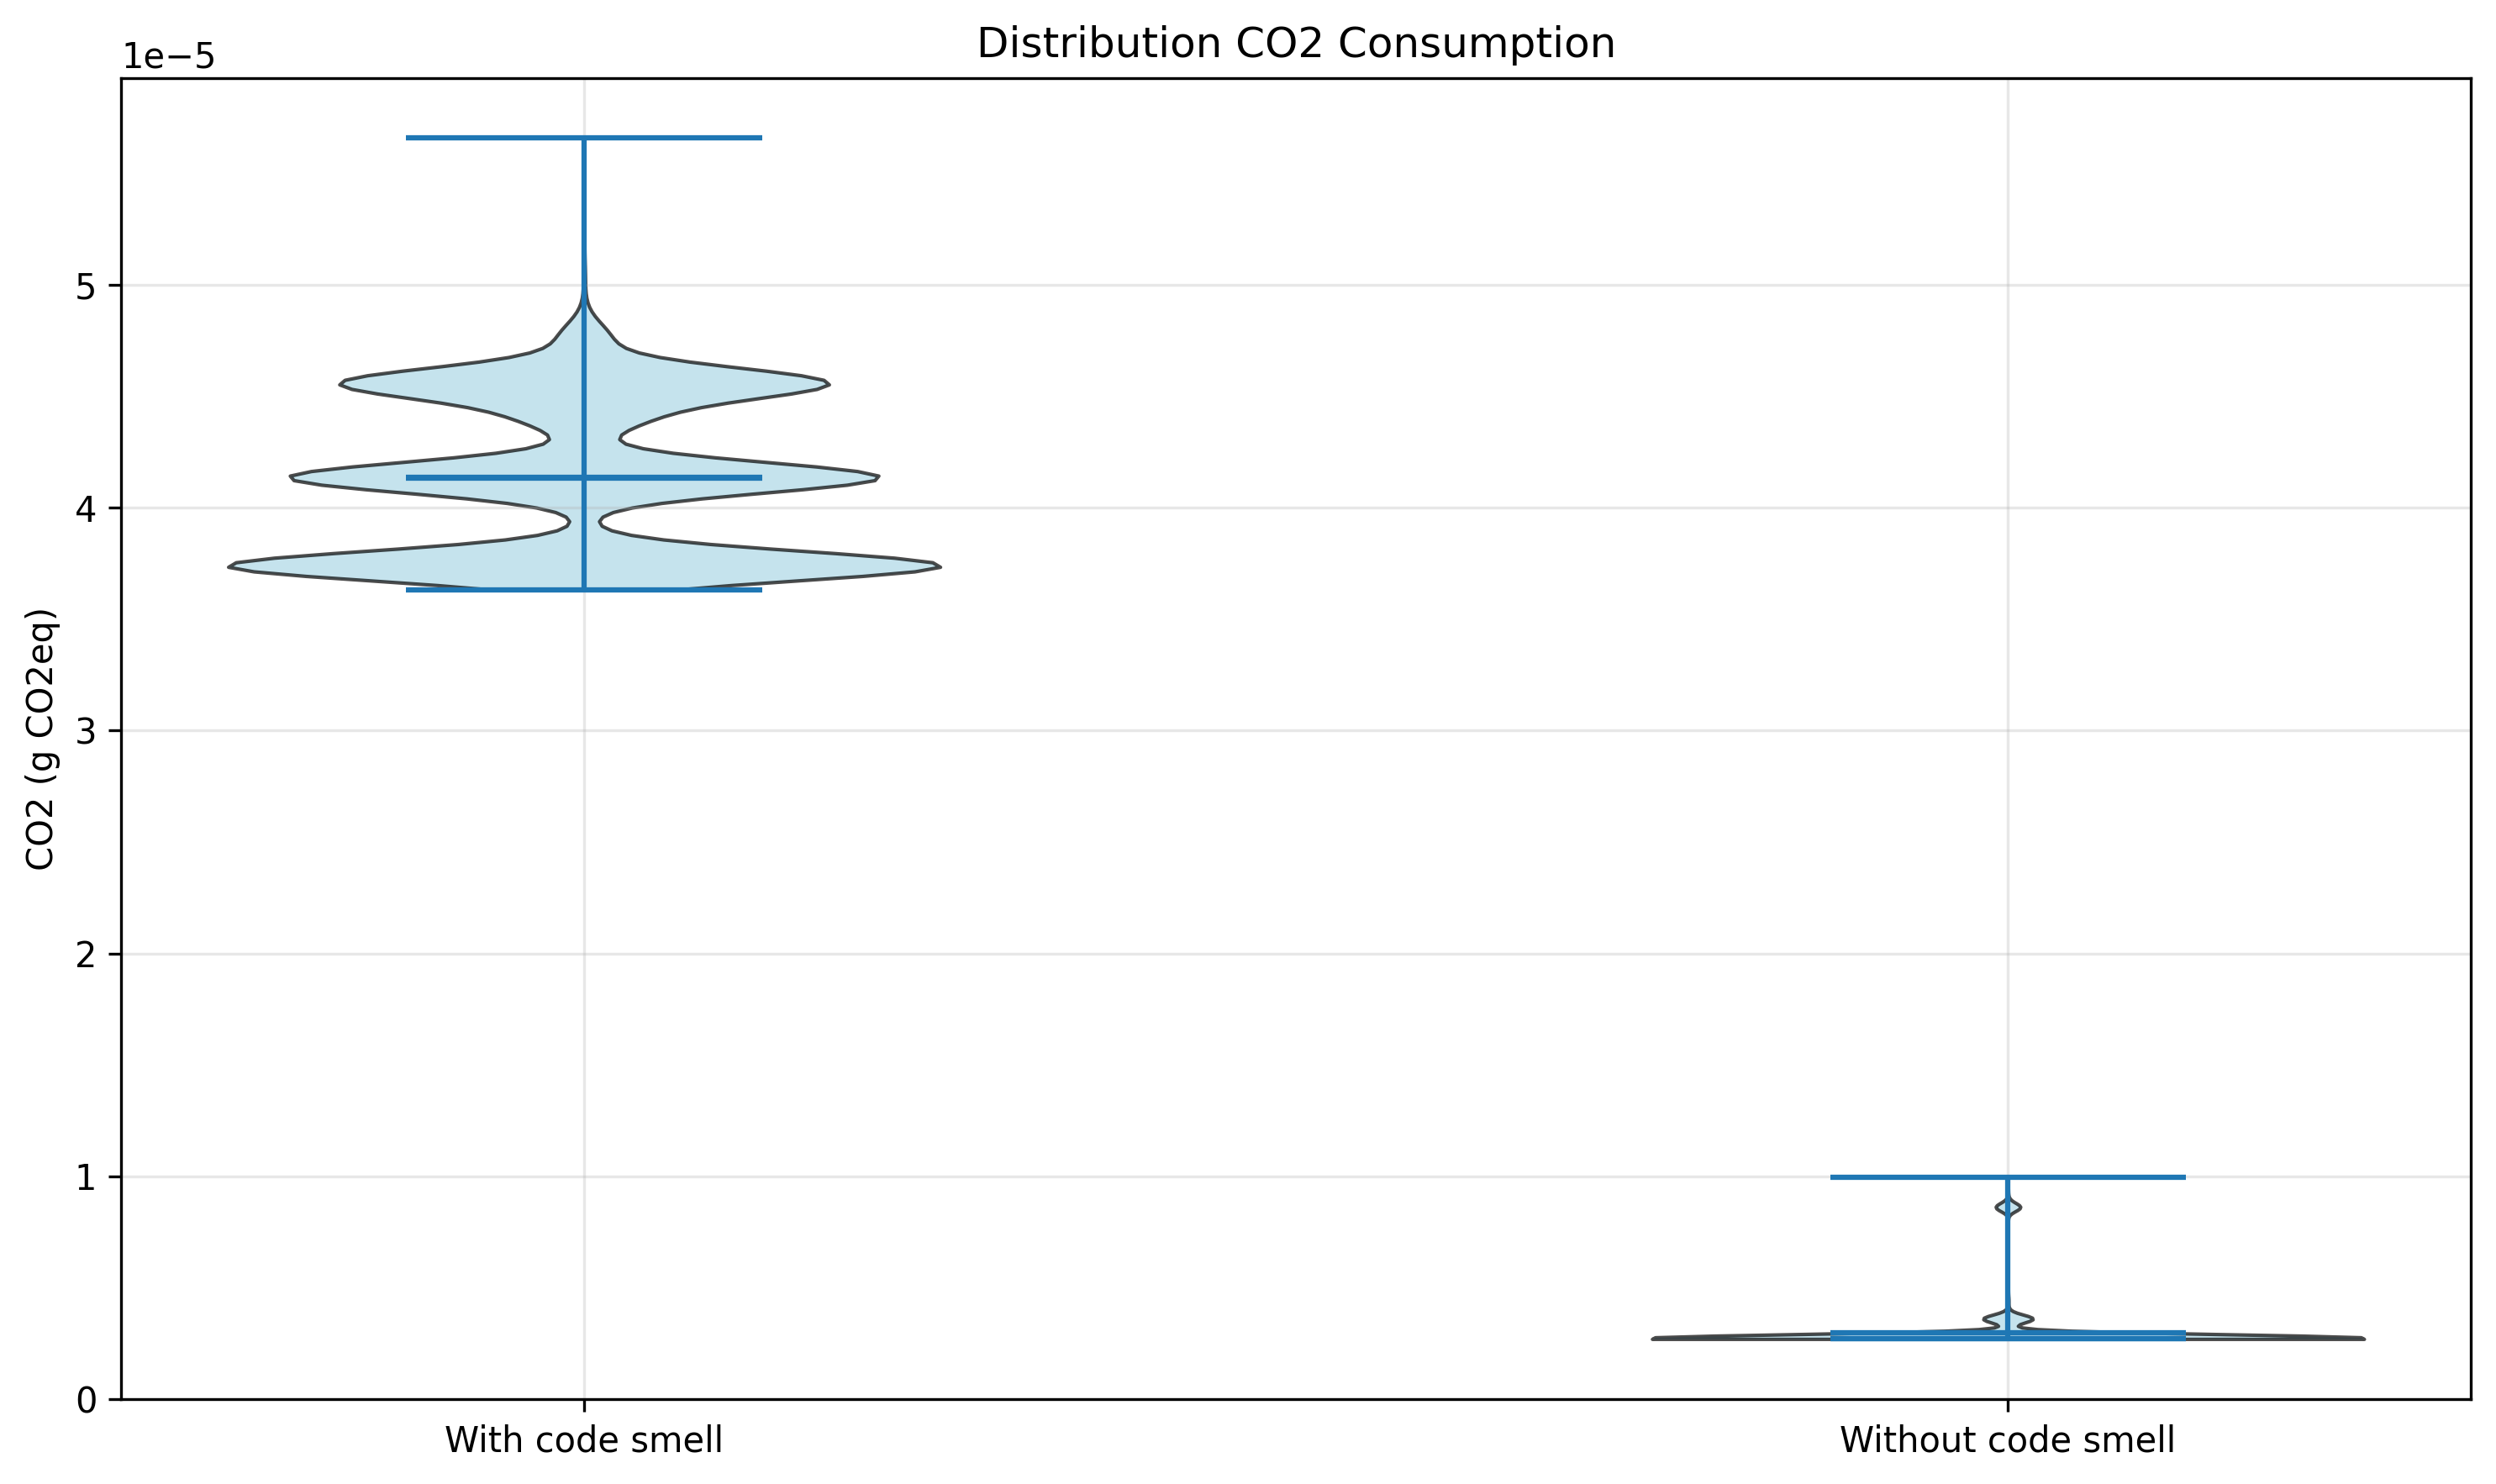 Distribution CO2 Consumption
1e−5
5
4
3
2
1
0
CO2 (g CO2eq)
With code smell
Without code smell